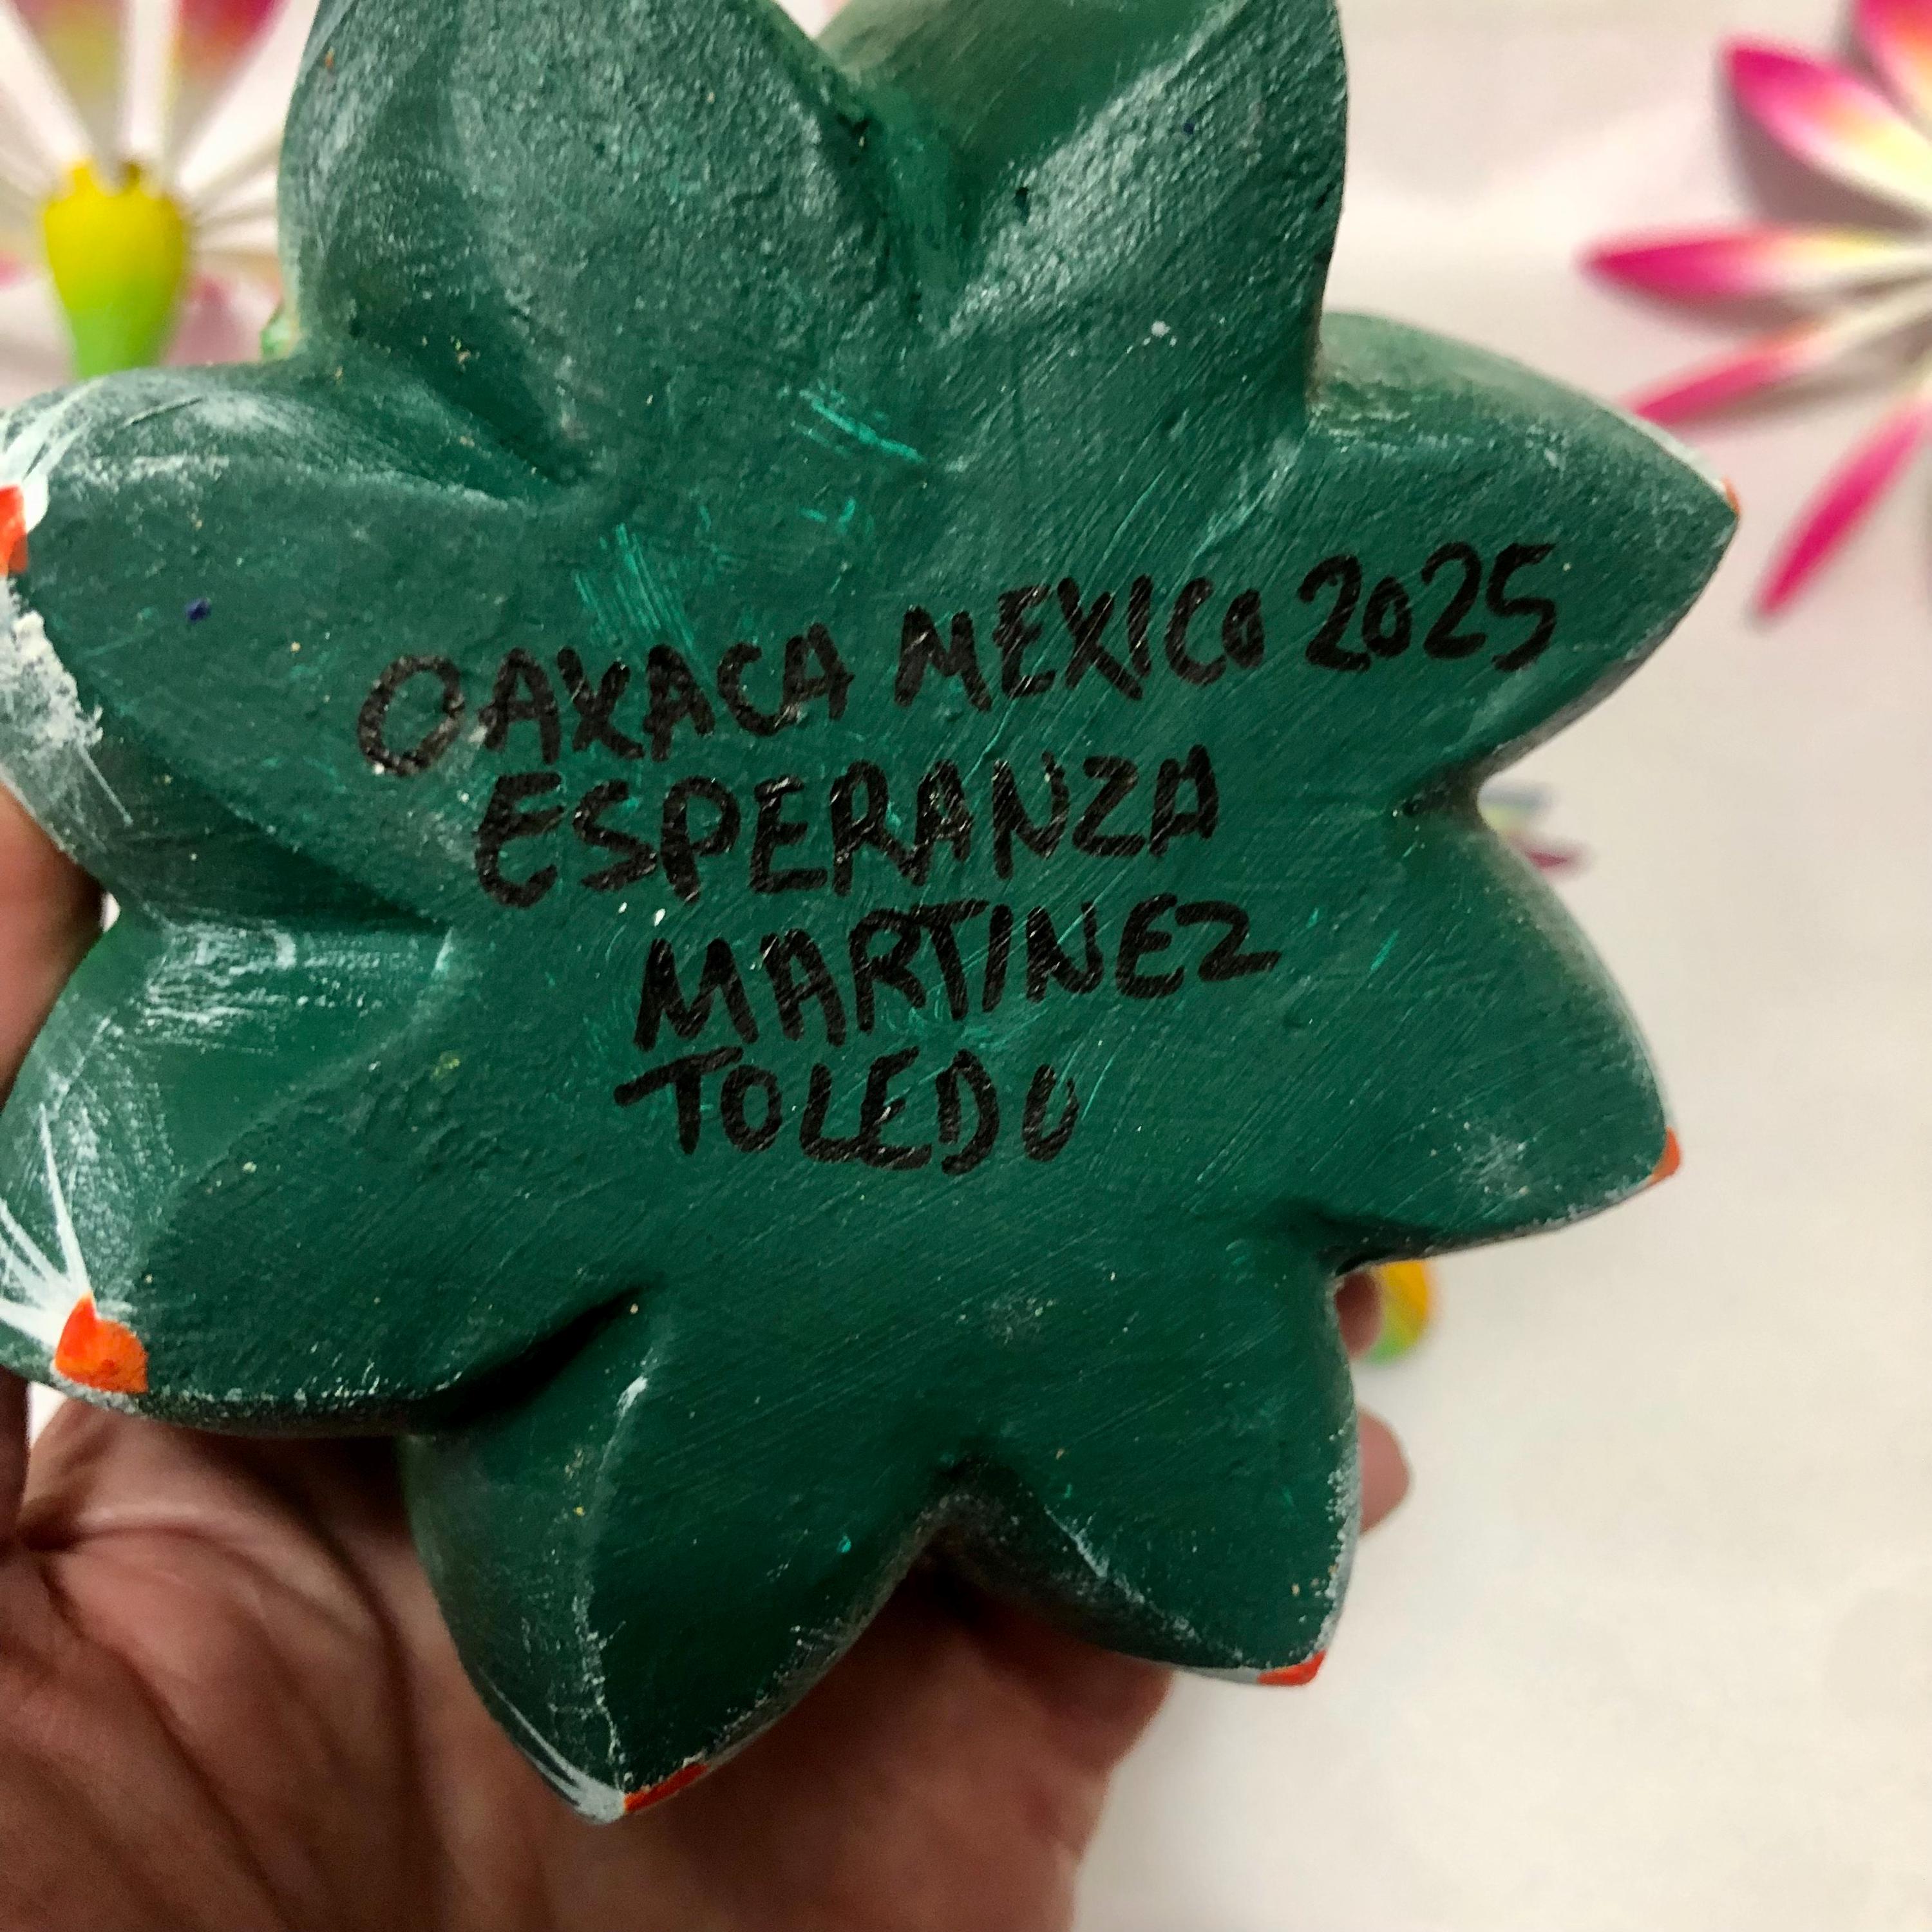 OAXACA MEXICO 2025
ESPERANZA
MARTINEZ
TOLEDO